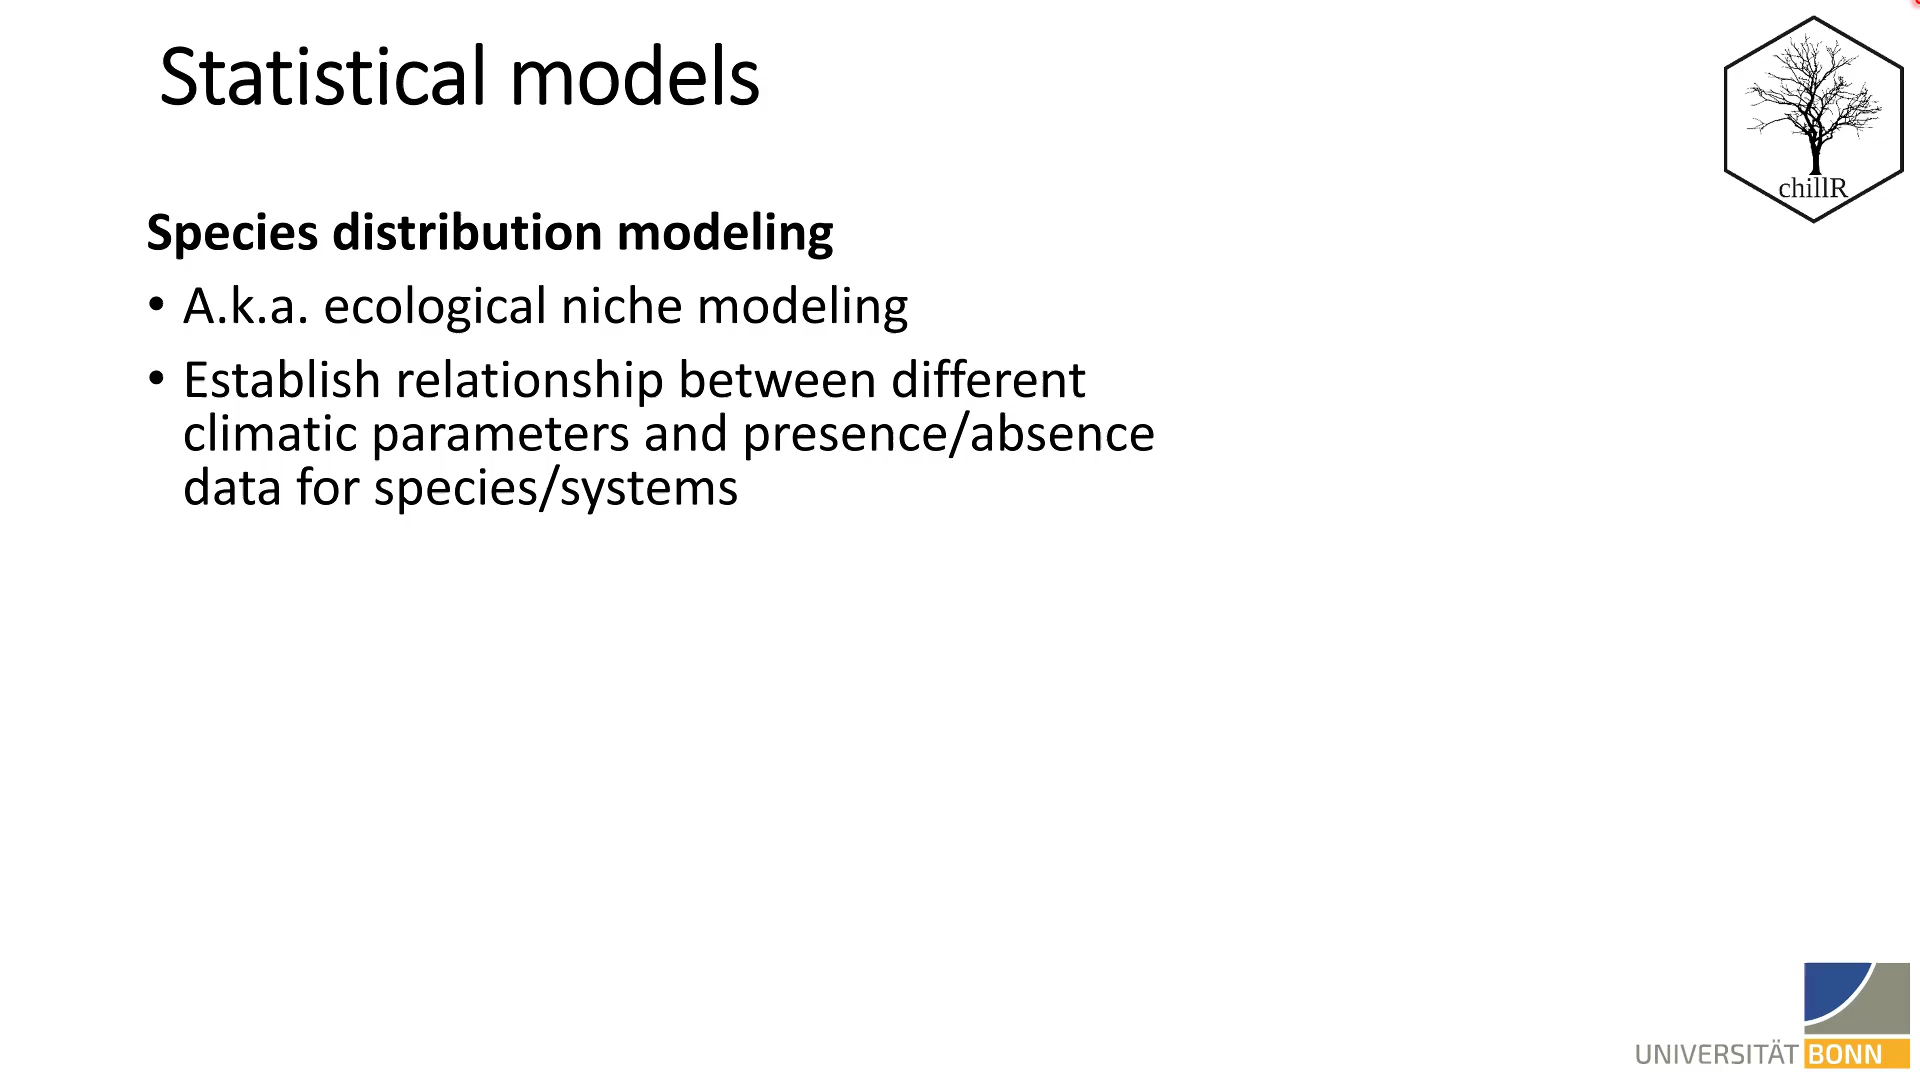 Statistical models
chillR
Species distribution modeling
• A.k.a. ecological niche modeling
• Establish relationship between different
climatic parameters and presence/absence
data for species/systems
UNIVERSITÄT BONN